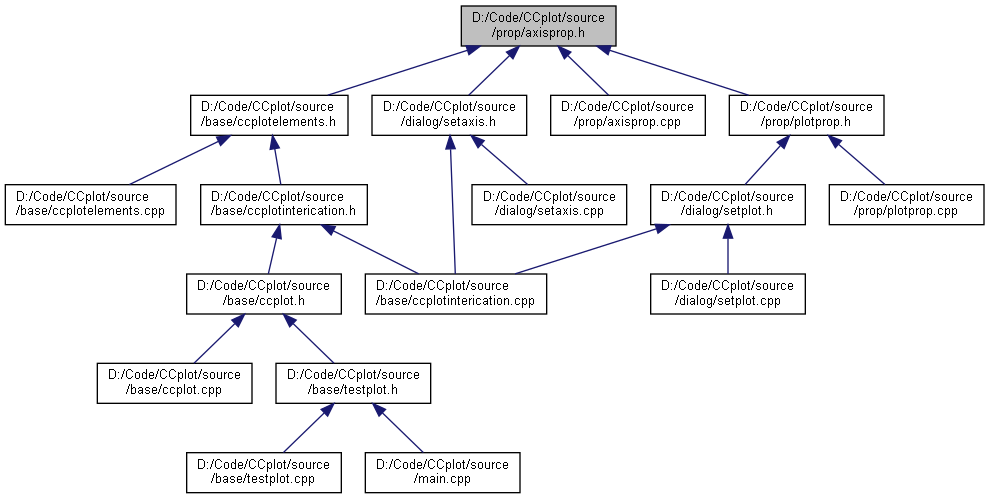 D:/Code/CCplot/source
/prop/axisprop.h
D:/Code/CCplot/source
/base/ccplotelements.h
D:/Code/CCplot/source
/dialog/setaxis.h
D:/Code/CCplot/source
/prop/axisprop.cpp
D:/Code/CCplot/source
/prop/plotprop.h
D:/Code/CCplot/source
/base/ccplotelements.cpp
D:/Code/CCplot/source
/base/ccplotinterication.h
D:/Code/CCplot/source
/dialog/setaxis.cpp
D:/Code/CCplot/source
/dialog/setplot.h
D:/Code/CCplot/source
/prop/plotprop.cpp
D:/Code/CCplot/source
/base/ccplot.h
D:/Code/CCplot/source
/base/ccplotinterication.cpp
D:/Code/CCplot/source
/dialog/setplot.cpp
D:/Code/CCplot/source
/base/ccplot.cpp
D:/Code/CCplot/source
/base/testplot.h
D:/Code/CCplot/source
/base/testplot.cpp
D:/Code/CCplot/source
/main.cpp